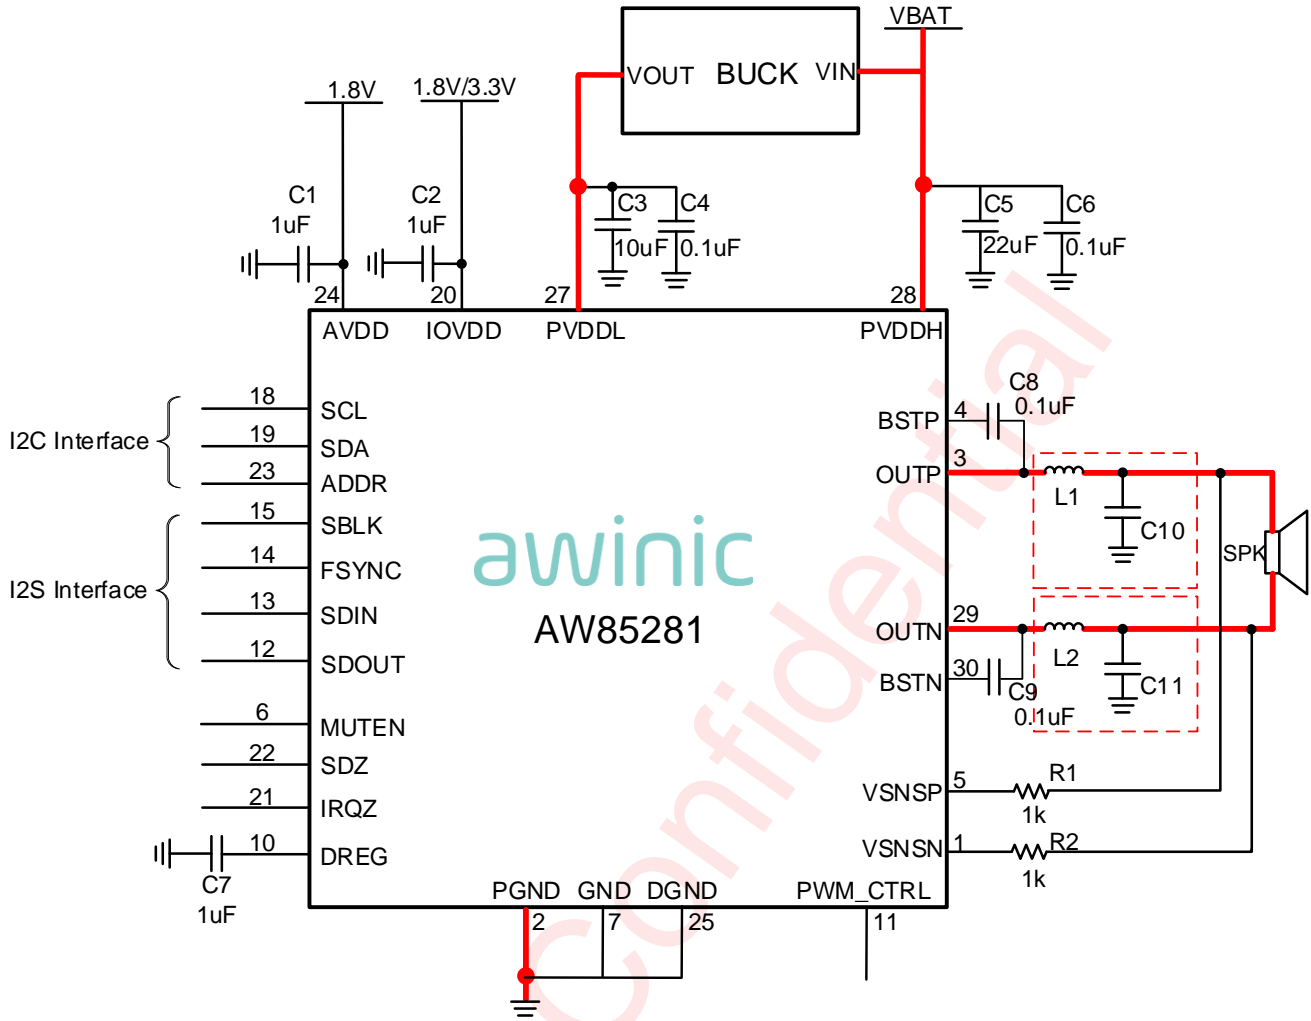 VBAT
VOUT BUCK VIN
1.8V 1.8V/3.3V
C1 C2 C3 C4 C5 C6
1uF 1uF 10uF 0.1uF 22uF 0.1uF
24 20 27 28
AVDD IOVDD PVDDL PVDDH
I2C Interface
18 SCL
19 SDA
23 ADDR
I2S Interface
15 SBLK
14 FSYNC
13 SDIN
12 SDOUT
6 MUTEN
22 SDZ
21 IRQZ
10 DREG
C7
1uF
awinic
AW85281
BSTP 4 C8
0.1uF
OUTP 3
L1
C10
SPK
OUTN 29
L2
C11
BSTN 30 C9
0.1uF
VSNSP 5 R1
1k
VSNSN 1 R2
1k
PGND GND DGND PWM_CTRL
2 7 25 11
Confidential